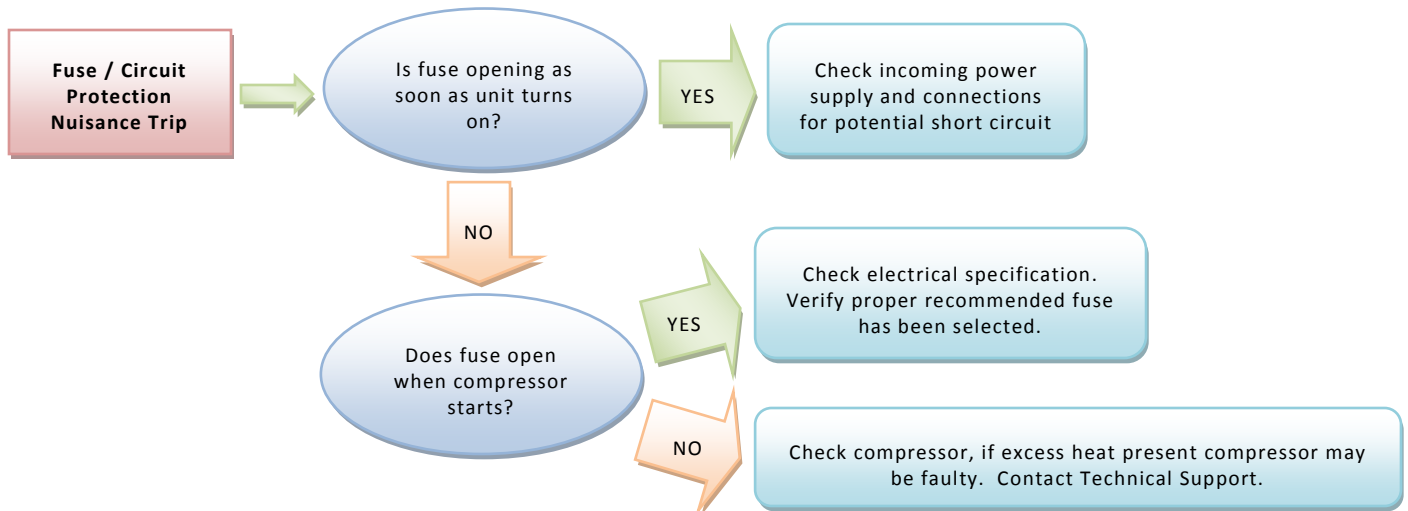 Fuse / Circuit
Protection
Nuisance Trip
Is fuse opening as
soon as unit turns
on?
YES
Check incoming power
supply and connections
for potential short circuit
NO
Does fuse open
when compressor
starts?
YES
Check electrical specification.
Verify proper recommended fuse
has been selected.
NO
Check compressor, if excess heat present compressor may
be faulty. Contact Technical Support.